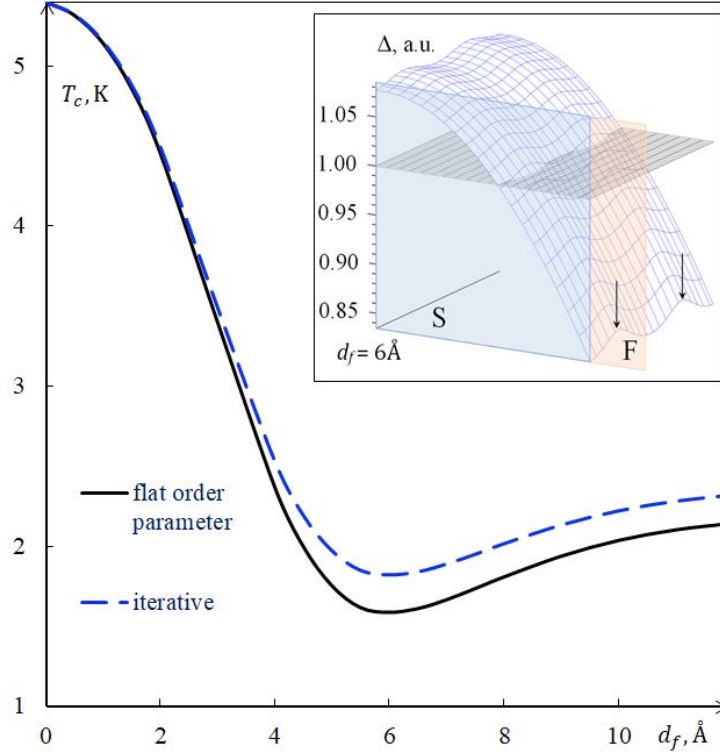 5
T_c, K
4
3
2
1
0
2
4
6
8
10
d_f, Å
flat order
parameter
iterative
Δ, a.u.
1.05
1.00
0.95
0.90
0.85
S
F
d_f = 6Å